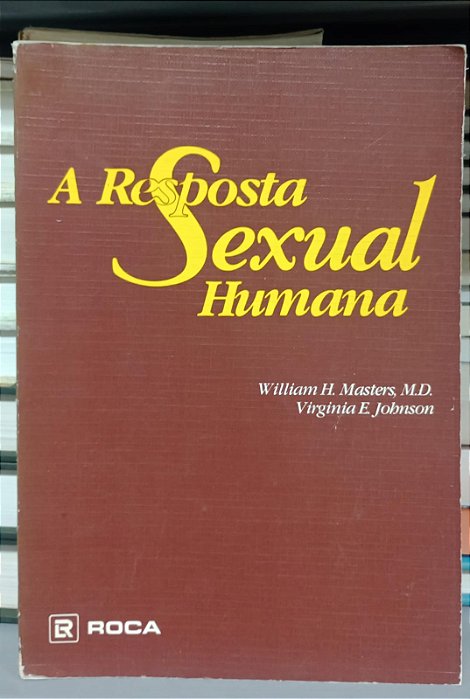 A Resposta
Sexual
Humana
William H. Masters, M.D.
Virginia E. Johnson
R ROCA